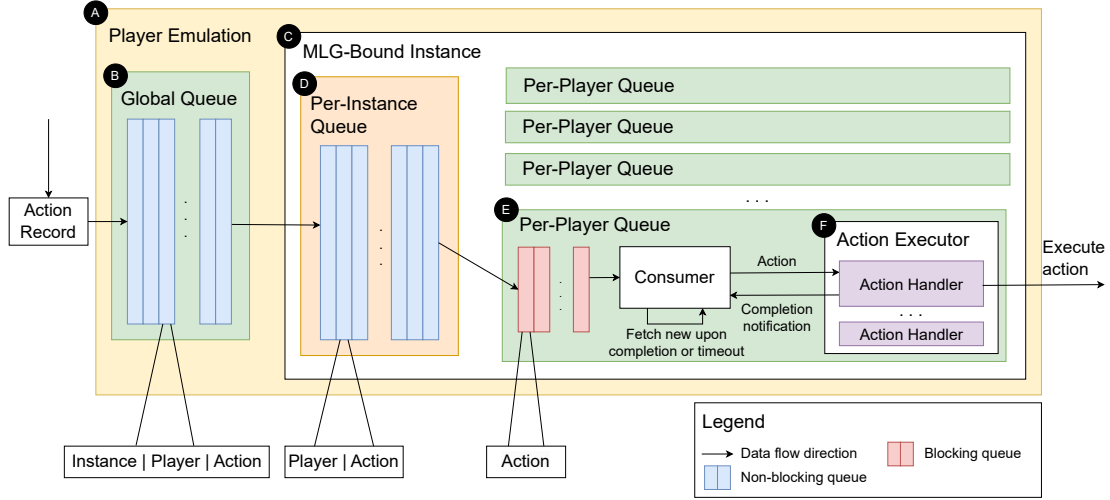 A
Player Emulation
C
MLG-Bound Instance
B
Global Queue
D
Per-Instance
Queue
Per-Player Queue
Per-Player Queue
Per-Player Queue
. . .
E
Per-Player Queue
F
Action Executor
Action
Record
. . .
. . .
. . .
Consumer
Action
Completion
notification
Fetch new upon
completion or timeout
Action Handler
. . .
Action Handler
Execute
action
Instance | Player | Action
Player | Action
Action
Legend
Data flow direction
Blocking queue
Non-blocking queue